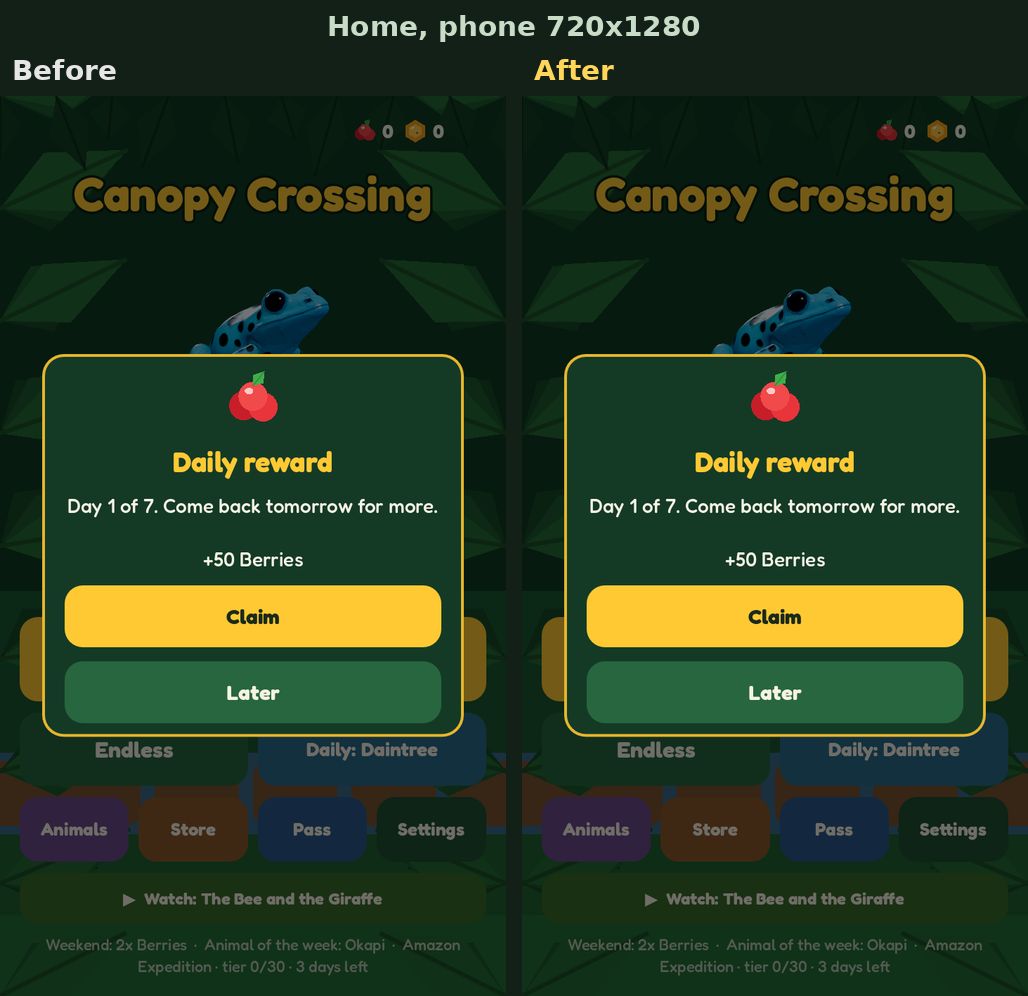 Home, phone 720x1280
Before
0 0
Canopy Crossing
Daily reward
Day 1 of 7. Come back tomorrow for more.
+50 Berries
Claim
Later
Endless
Daily: Daintree
Animals
Store
Pass
Settings
▶ Watch: The Bee and the Giraffe
Weekend: 2x Berries · Animal of the week: Okapi · Amazon
Expedition · tier 0/30 · 3 days left
After
0 0
Canopy Crossing
Daily reward
Day 1 of 7. Come back tomorrow for more.
+50 Berries
Claim
Later
Endless
Daily: Daintree
Animals
Store
Pass
Settings
▶ Watch: The Bee and the Giraffe
Weekend: 2x Berries · Animal of the week: Okapi · Amazon
Expedition · tier 0/30 · 3 days left